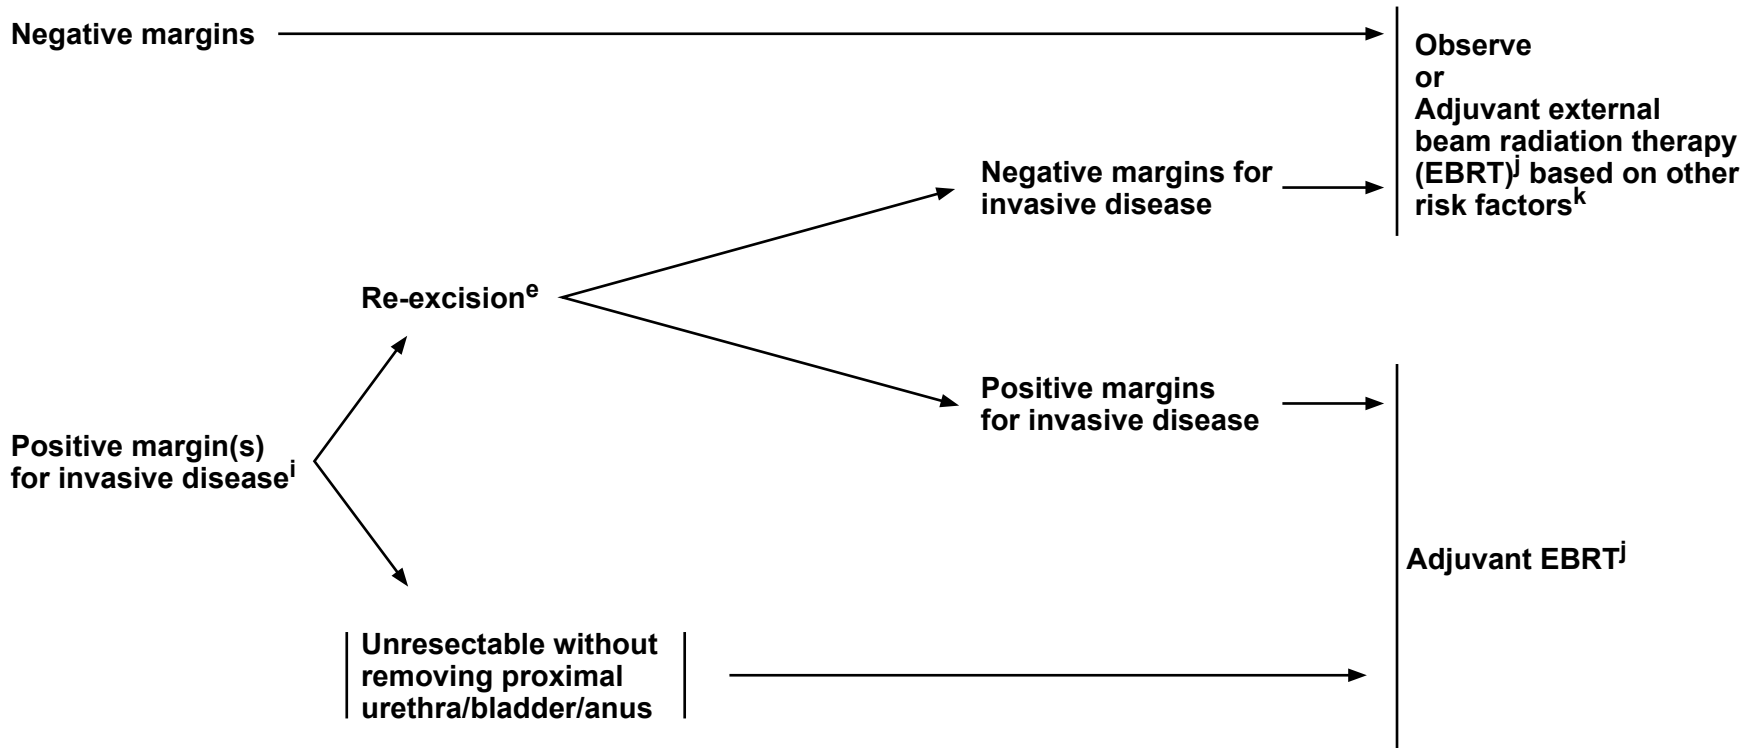 Negative margins
Observe
or
Adjuvant external
beam radiation therapy
(EBRT)j based on other
risk factorsk
Negative margins for
invasive disease
Re-excisione
Positive margins
for invasive disease
Positive margin(s)
for invasive diseasei
Adjuvant EBRTj
Unresectable without
removing proximal
urethra/bladder/anus